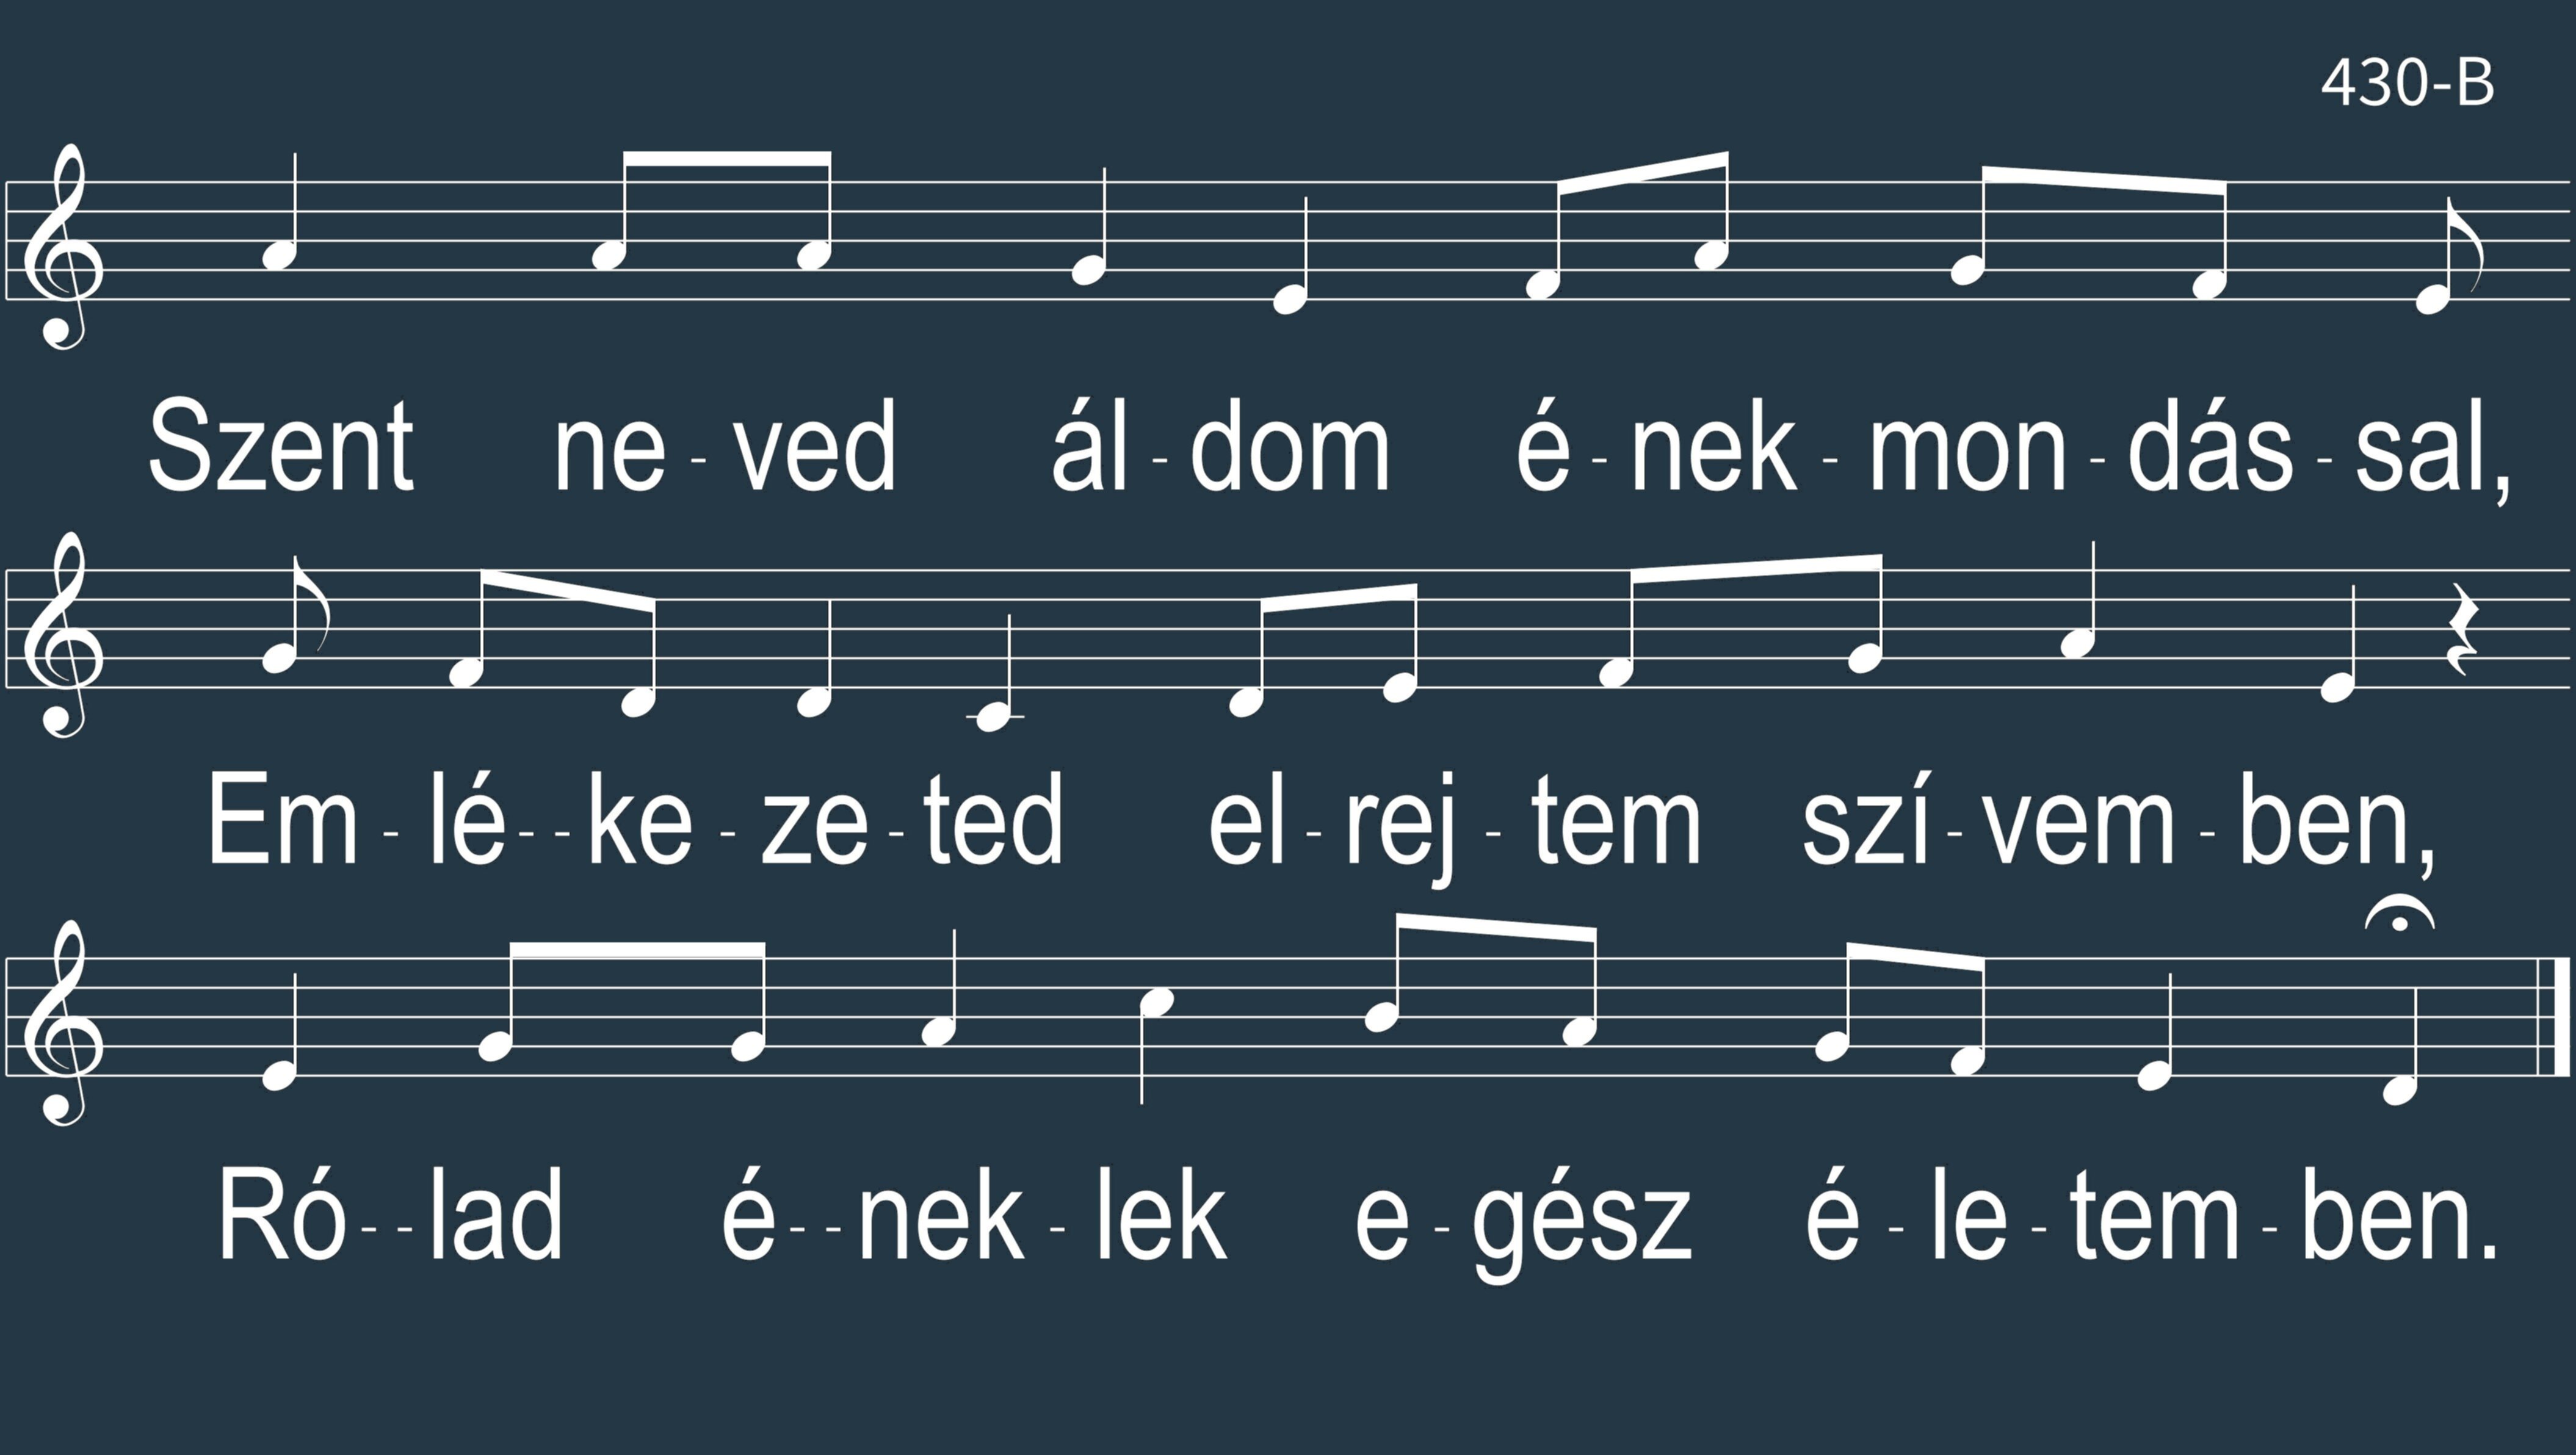 430-B
Szent ne - ved ál - dom é - nek - mon - dás - sal,
Em - lé - - ke - ze - ted el - rej - tem szí - vem - ben,
Ró - - lad é - - nek - lek e - gész é - le - tem - ben.